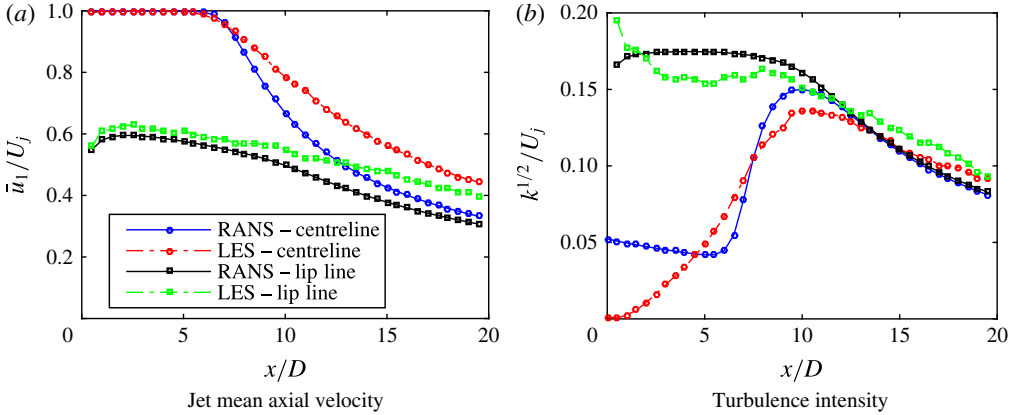 (a)
1.0
0.8
0.6
0.4
0.2
0
5
10
15
20
ū₁/U_j
x/D
RANS – centreline
LES – centreline
RANS – lip line
LES – lip line
Jet mean axial velocity
(b)
0.20
0.15
0.10
0.05
0
5
10
15
20
k^{1/2}/U_j
x/D
Turbulence intensity